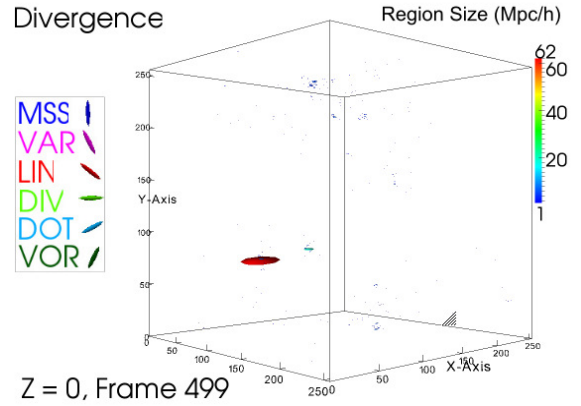 Divergence
Region Size (Mpc/h)
62
60
40
20
1
MSS
VAR
LIN
DIV
DOT
VOR
250
200
150
Y-Axis
100
50
0
0
50
100
150
200
250
0
50
100
150
200
250
X-Axis
Z = 0, Frame 499